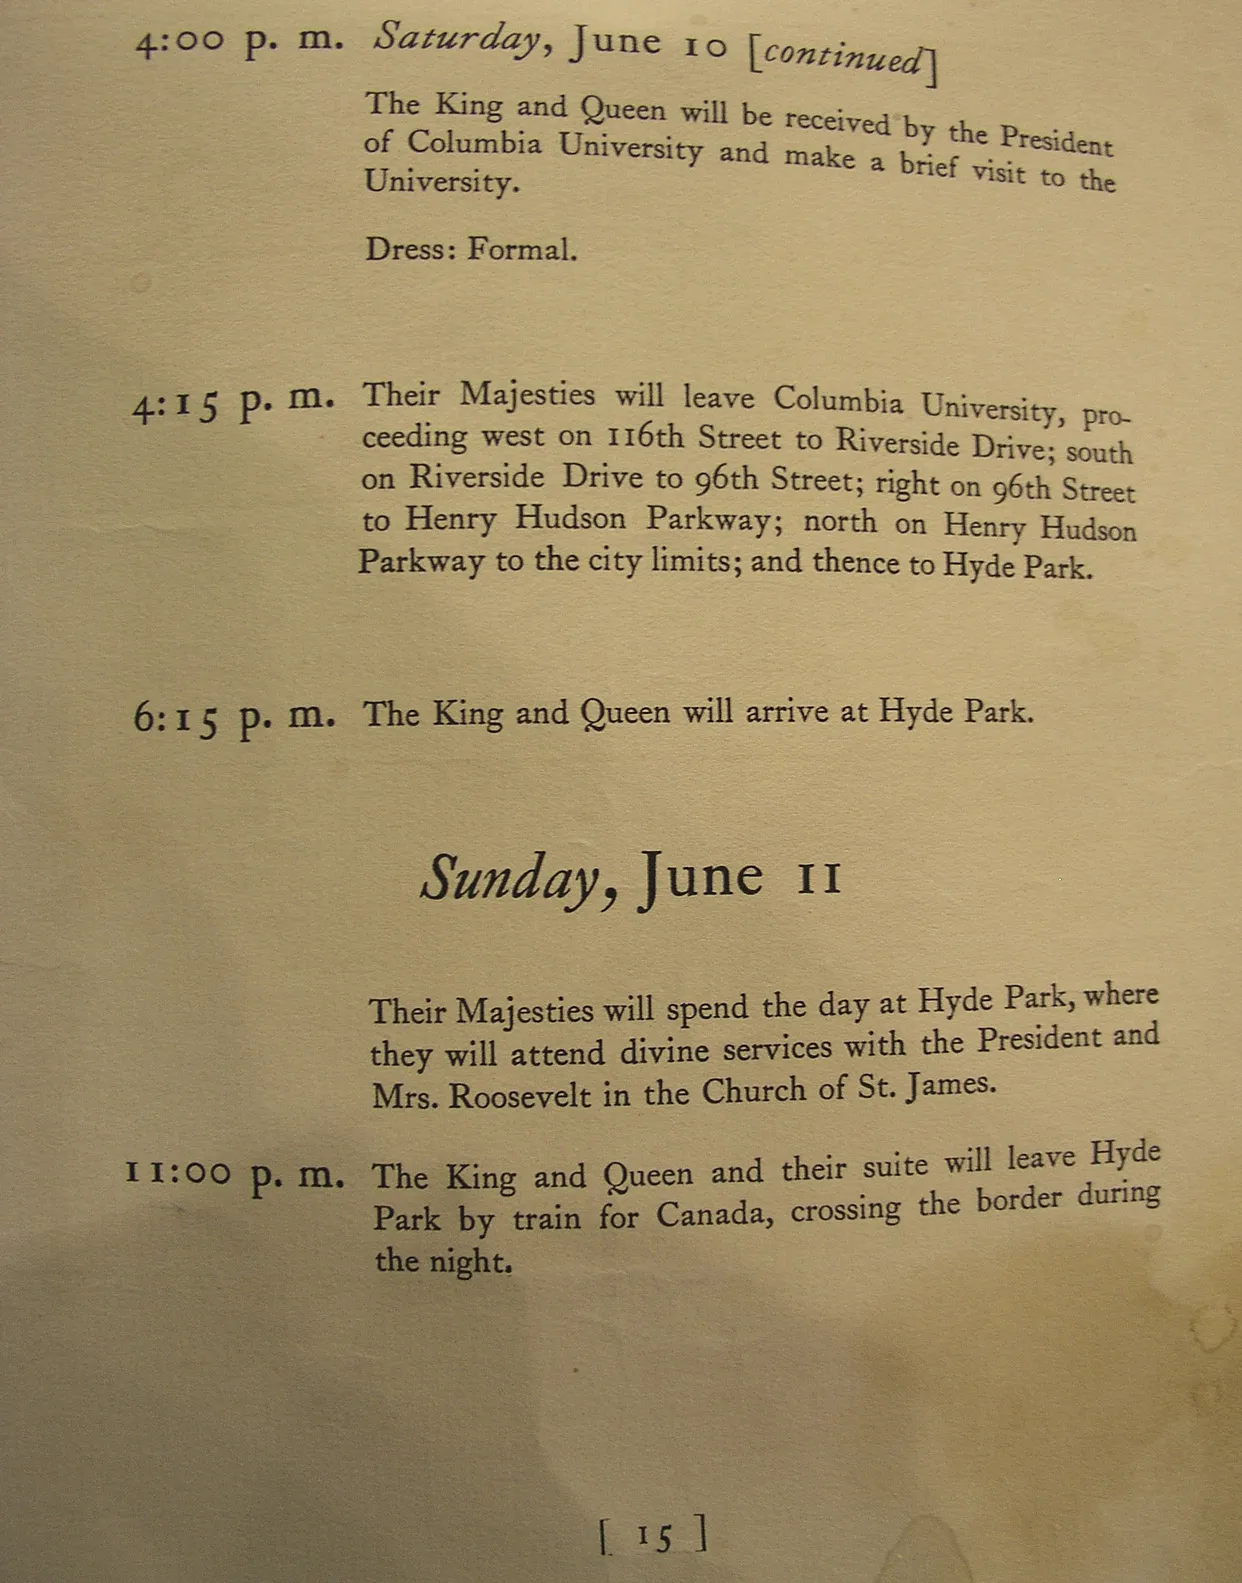 4:00 p. m. Saturday, June 10 [continued]
The King and Queen will be received by the President
of Columbia University and make a brief visit to the
University.
Dress: Formal.
4:15 p. m. Their Majesties will leave Columbia University, pro-
ceeding west on 116th Street to Riverside Drive; south
on Riverside Drive to 96th Street; right on 96th Street
to Henry Hudson Parkway; north on Henry Hudson
Parkway to the city limits; and thence to Hyde Park.
6:15 p. m. The King and Queen will arrive at Hyde Park.
Sunday, June 11
Their Majesties will spend the day at Hyde Park, where
they will attend divine services with the President and
Mrs. Roosevelt in the Church of St. James.
11:00 p. m. The King and Queen and their suite will leave Hyde
Park by train for Canada, crossing the border during
the night.
[ 15 ]